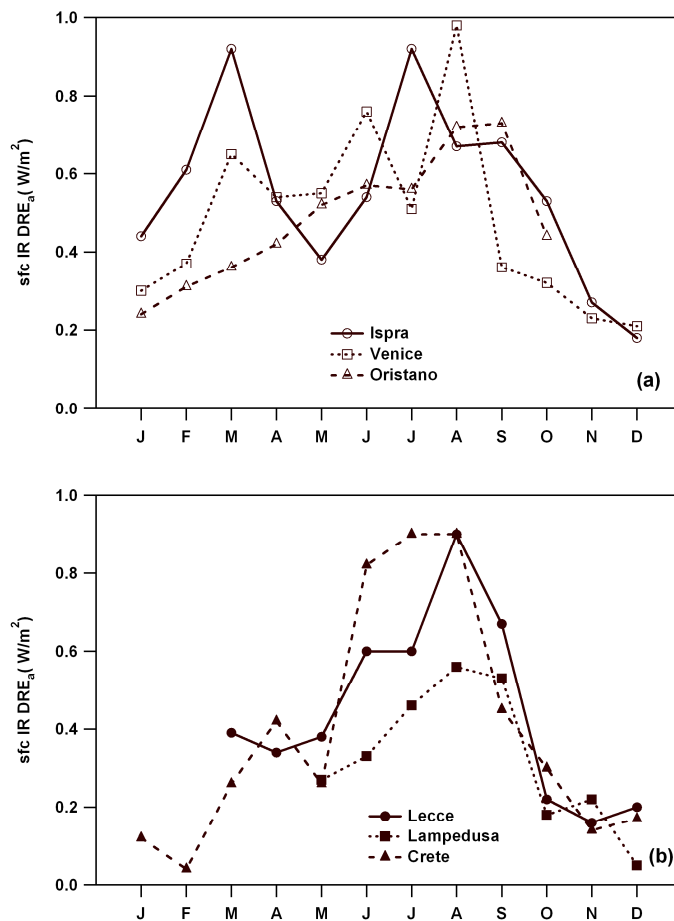 1.0
0.8
0.6
0.4
0.2
0.0
sfc IR DREa( W/m²)
Ispra
Venice
Oristano
(a)
J F M A M J J A S O N D
1.0
0.8
0.6
0.4
0.2
0.0
sfc IR DREa( W/m²)
Lecce
Lampedusa
Crete
(b)
J F M A M J J A S O N D